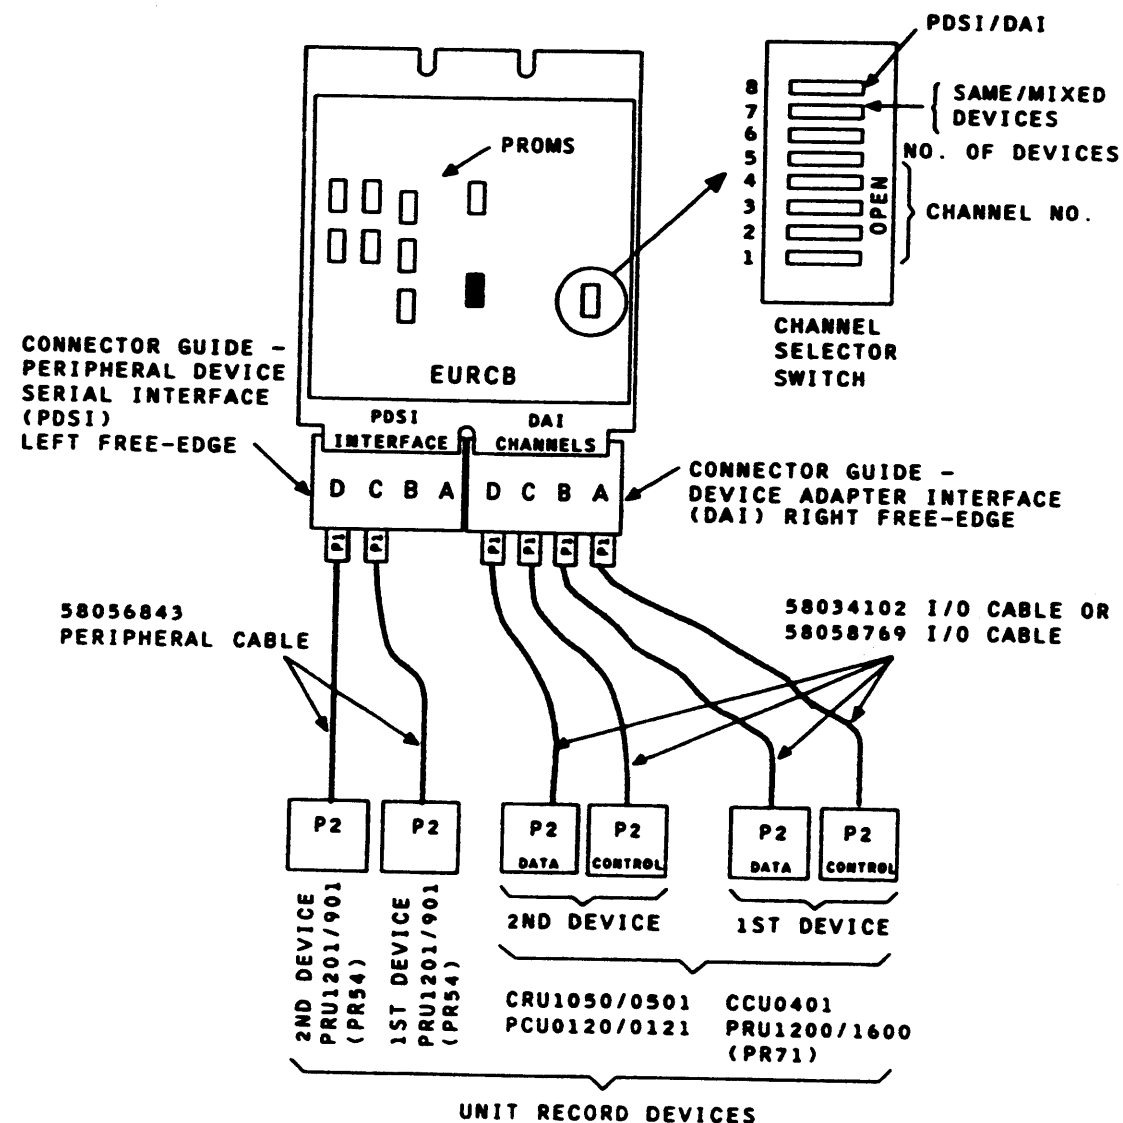 PDSI/DAI
8
7
6
5
4
3
2
1
OPEN
SAME/MIXED
DEVICES
NO. OF DEVICES
CHANNEL NO.
CHANNEL
SELECTOR
SWITCH
PROMS
EURCB
CONNECTOR GUIDE –
PERIPHERAL DEVICE
SERIAL INTERFACE
(PDSI)
LEFT FREE-EDGE
PDSI
INTERFACE
DAI
CHANNELS
D C B A D C B A
CONNECTOR GUIDE –
DEVICE ADAPTER INTERFACE
(DAI) RIGHT FREE-EDGE
P1 P1 P1 P1 P1 P1
58056843
PERIPHERAL CABLE
58034102 I/O CABLE OR
58058769 I/O CABLE
P2
P2
P2
DATA
P2
CONTROL
P2
DATA
P2
CONTROL
2ND DEVICE
PRU1201/901
(PR54)
1ST DEVICE
PRU1201/901
(PR54)
2ND DEVICE
1ST DEVICE
CRU1050/0501 CCU0401
PCU0120/0121 PRU1200/1600
(PR71)
UNIT RECORD DEVICES